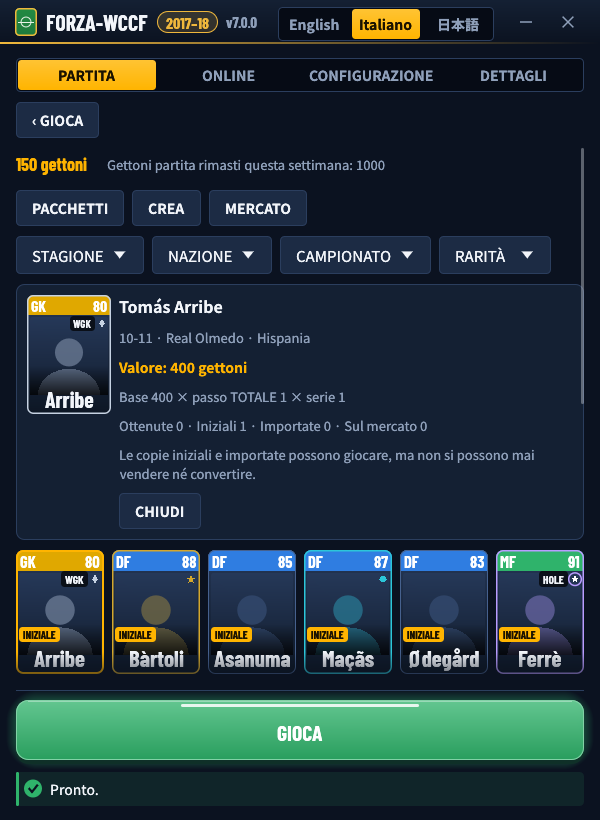 FORZA-WCCF 2017-18 v7.0.0 English Italiano 日本語
PARTITA ONLINE CONFIGURAZIONE DETTAGLI
‹ GIOCA
150 gettoni Gettoni partita rimasti questa settimana: 1000
PACCHETTI CREA MERCATO
STAGIONE NAZIONE CAMPIONATO RARITÀ
GK 80
WGK
Arribe
Tomás Arribe
10-11 · Real Olmedo · Hispania
Valore: 400 gettoni
Base 400 × passo TOTALE 1 × serie 1
Ottenute 0 · Iniziali 1 · Importate 0 · Sul mercato 0
Le copie iniziali e importate possono giocare, ma non si possono mai
vendere né convertire.
CHIUDI
GK 80 DF 88 DF 85 DF 87 DF 83 MF 91
WGK HOLE
INIZIALE INIZIALE INIZIALE INIZIALE INIZIALE INIZIALE
Arribe Bàrtoli Asanuma Maçãs Ødegård Ferrè
GIOCA
Pronto.